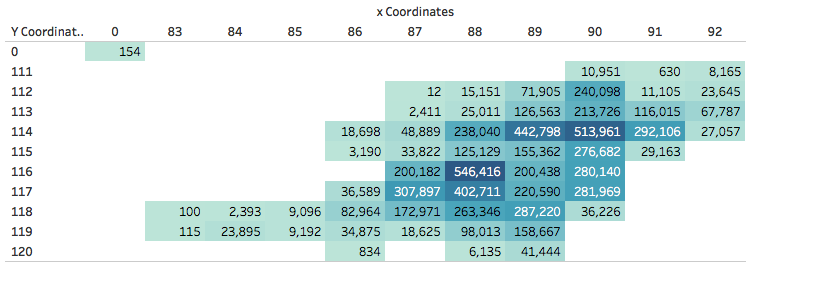 x Coordinates
Y Coordinat.. 0 83 84 85 86 87 88 89 90 91 92
0 154
111 10,951 630 8,165
112 12 15,151 71,905 240,098 11,105 23,645
113 2,411 25,011 126,563 213,726 116,015 67,787
114 18,698 48,889 238,040 442,798 513,961 292,106 27,057
115 3,190 33,822 125,129 155,362 276,682 29,163
116 200,182 546,416 200,438 280,140
117 36,589 307,897 402,711 220,590 281,969
118 100 2,393 9,096 82,964 172,971 263,346 287,220 36,226
119 115 23,895 9,192 34,875 18,625 98,013 158,667
120 834 6,135 41,444